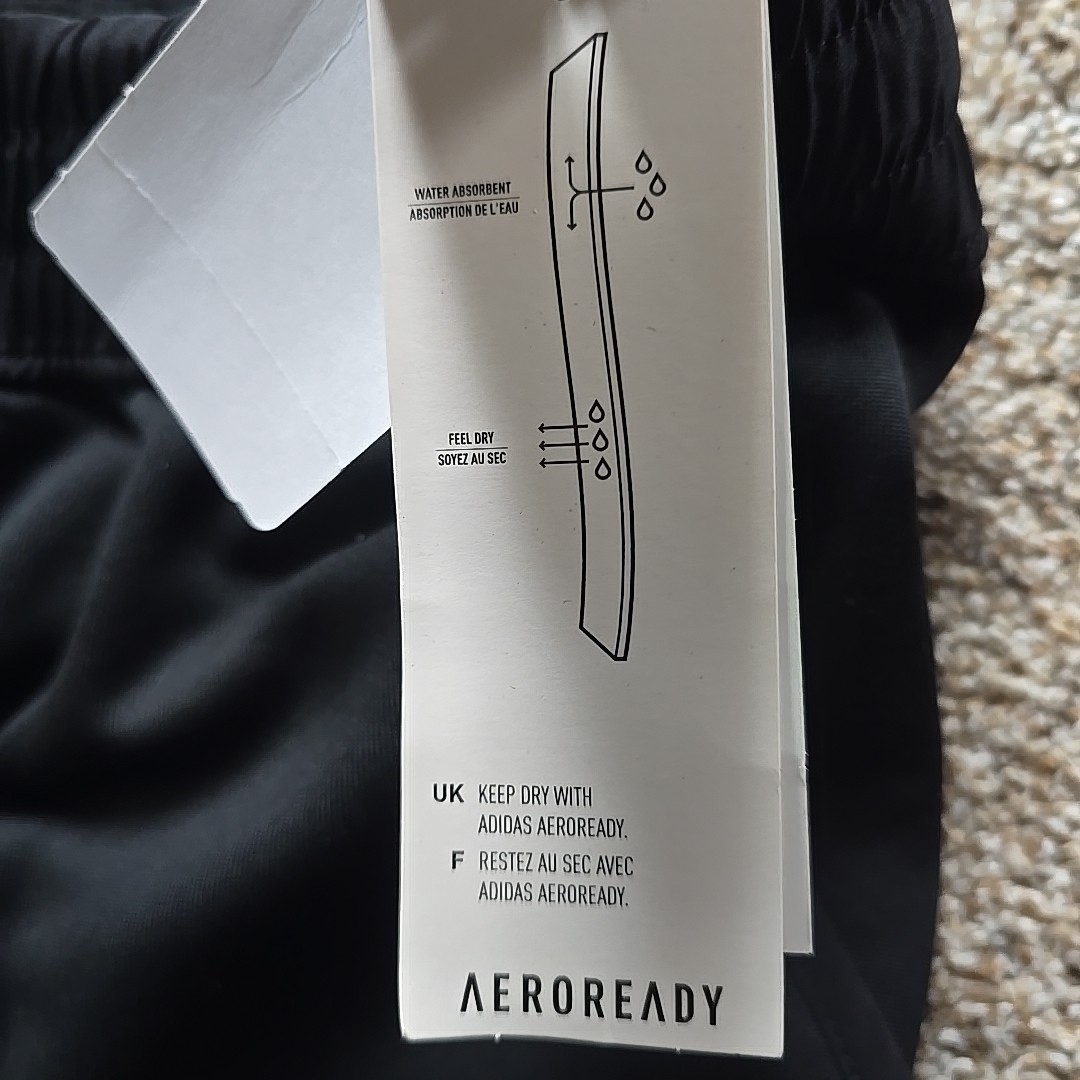 WATER ABSORBENT
ABSORPTION DE L'EAU
FEEL DRY
SOYEZ AU SEC
UK KEEP DRY WITH
ADIDAS AEROREADY.
F RESTEZ AU SEC AVEC
ADIDAS AEROREADY.
AEROREADY